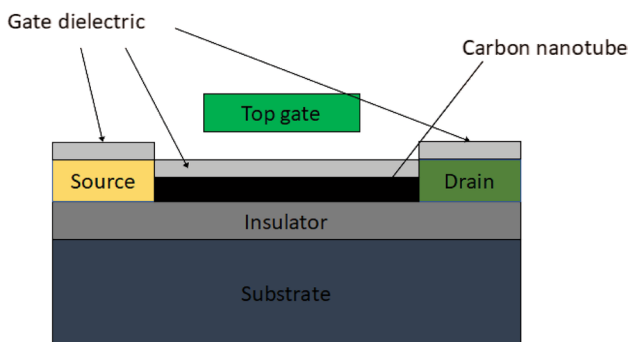 Gate dielectric
Carbon nanotube
Top gate
Source
Drain
Insulator
Substrate